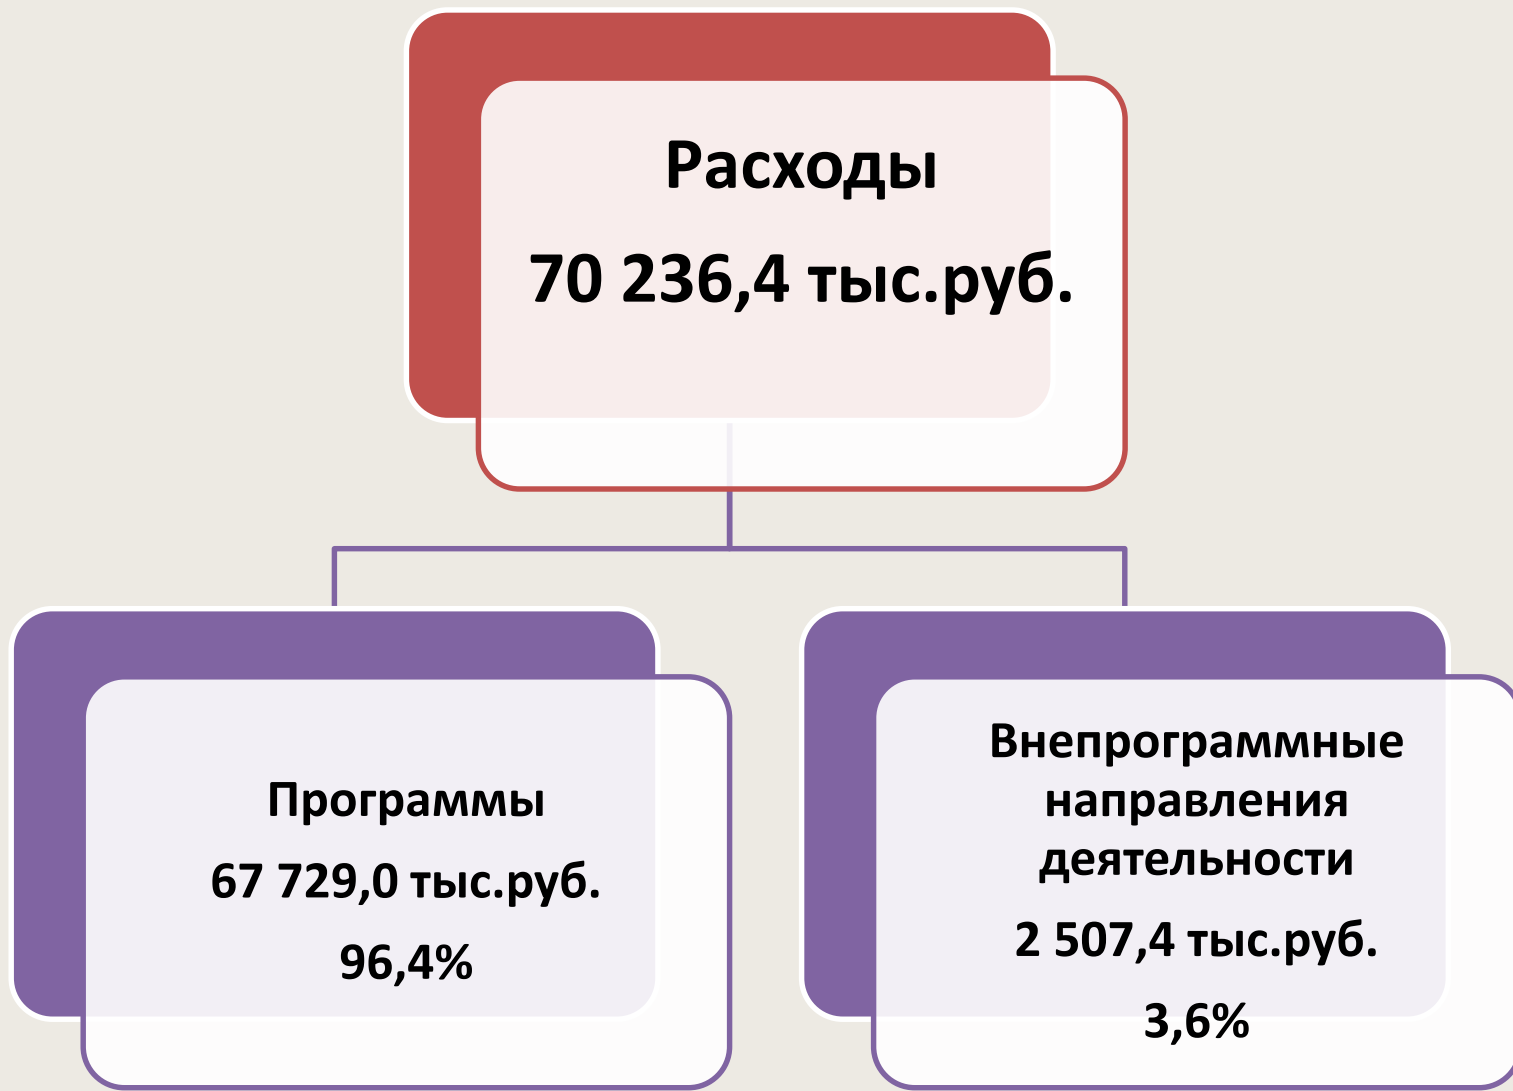 Расходы
70 236,4 тыс.руб.
Программы
67 729,0 тыс.руб.
96,4%
Внепрограммные
направления
деятельности
2 507,4 тыс.руб.
3,6%